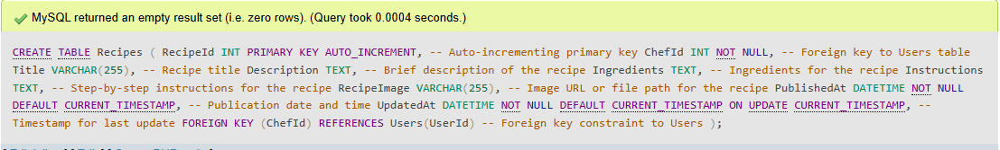 MySQL returned an empty result set (i.e. zero rows). (Query took 0.0004 seconds.)
CREATE TABLE Recipes ( RecipeId INT PRIMARY KEY AUTO_INCREMENT, -- Auto-incrementing primary key ChefId INT NOT NULL, -- Foreign key to Users table
Title VARCHAR(255), -- Recipe title Description TEXT, -- Brief description of the recipe Ingredients TEXT, -- Ingredients for the recipe Instructions
TEXT, -- Step-by-step instructions for the recipe RecipeImage VARCHAR(255), -- Image URL or file path for the recipe PublishedAt DATETIME NOT NULL
DEFAULT CURRENT_TIMESTAMP, -- Publication date and time UpdatedAt DATETIME NOT NULL DEFAULT CURRENT_TIMESTAMP ON UPDATE CURRENT_TIMESTAMP, --
Timestamp for last update FOREIGN KEY (ChefId) REFERENCES Users(UserId) -- Foreign key constraint to Users );